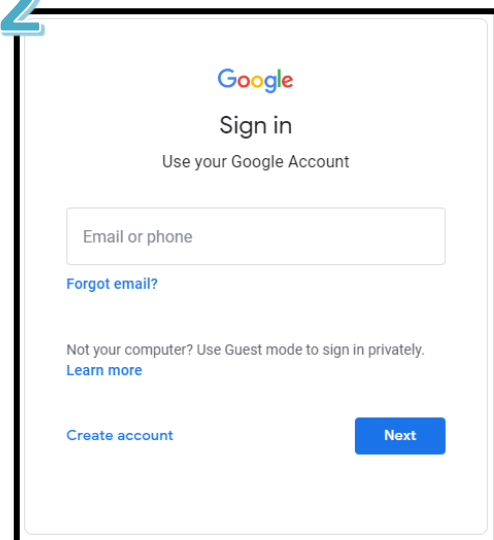 2
Google
Sign in
Use your Google Account
Email or phone
Forgot email?
Not your computer? Use Guest mode to sign in privately.
Learn more
Create account
Next